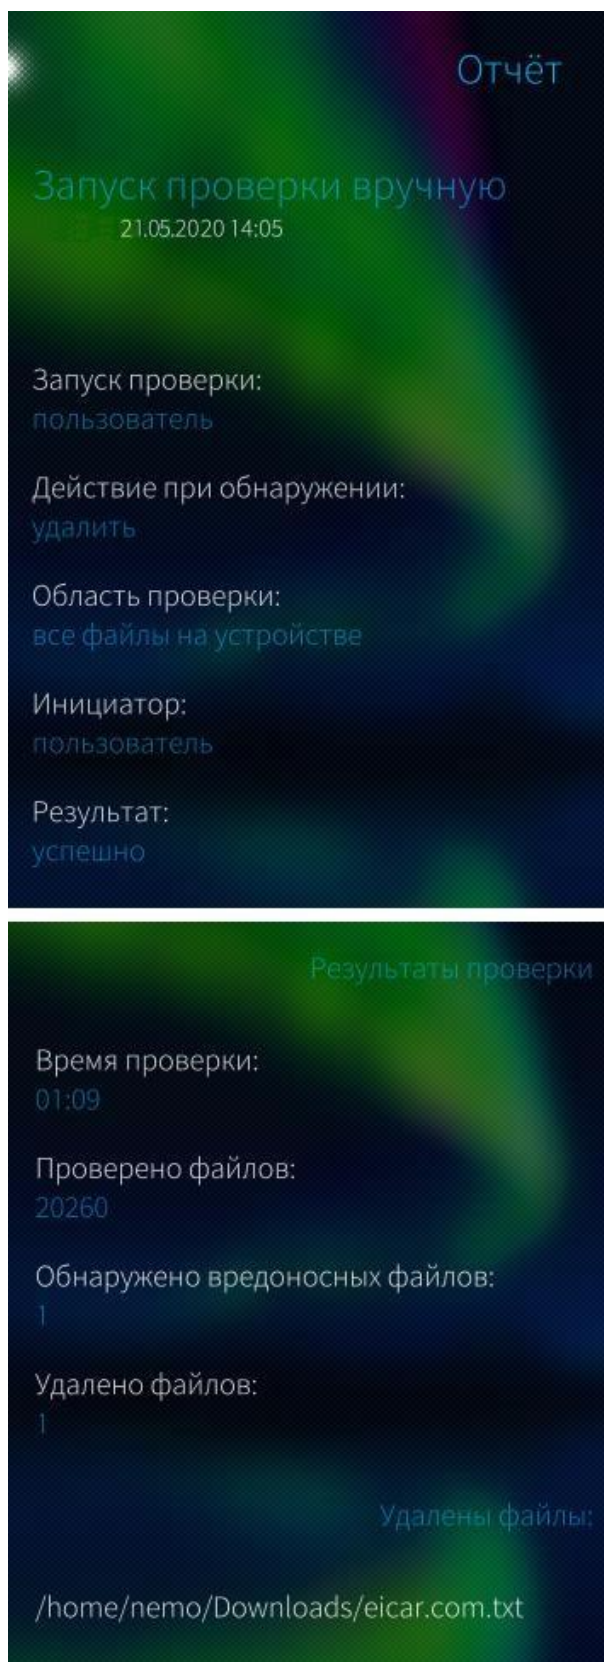 Отчёт
Запуск проверки вручную
21.05.2020 14:05
Запуск проверки:
пользователь
Действие при обнаружении:
удалить
Область проверки:
все файлы на устройстве
Инициатор:
пользователь
Результат:
успешно
Результаты проверки
Время проверки:
01:09
Проверено файлов:
20260
Обнаружено вредоносных файлов:
1
Удалено файлов:
1
Удалены файлы:
/home/nemo/Downloads/eicar.com.txt